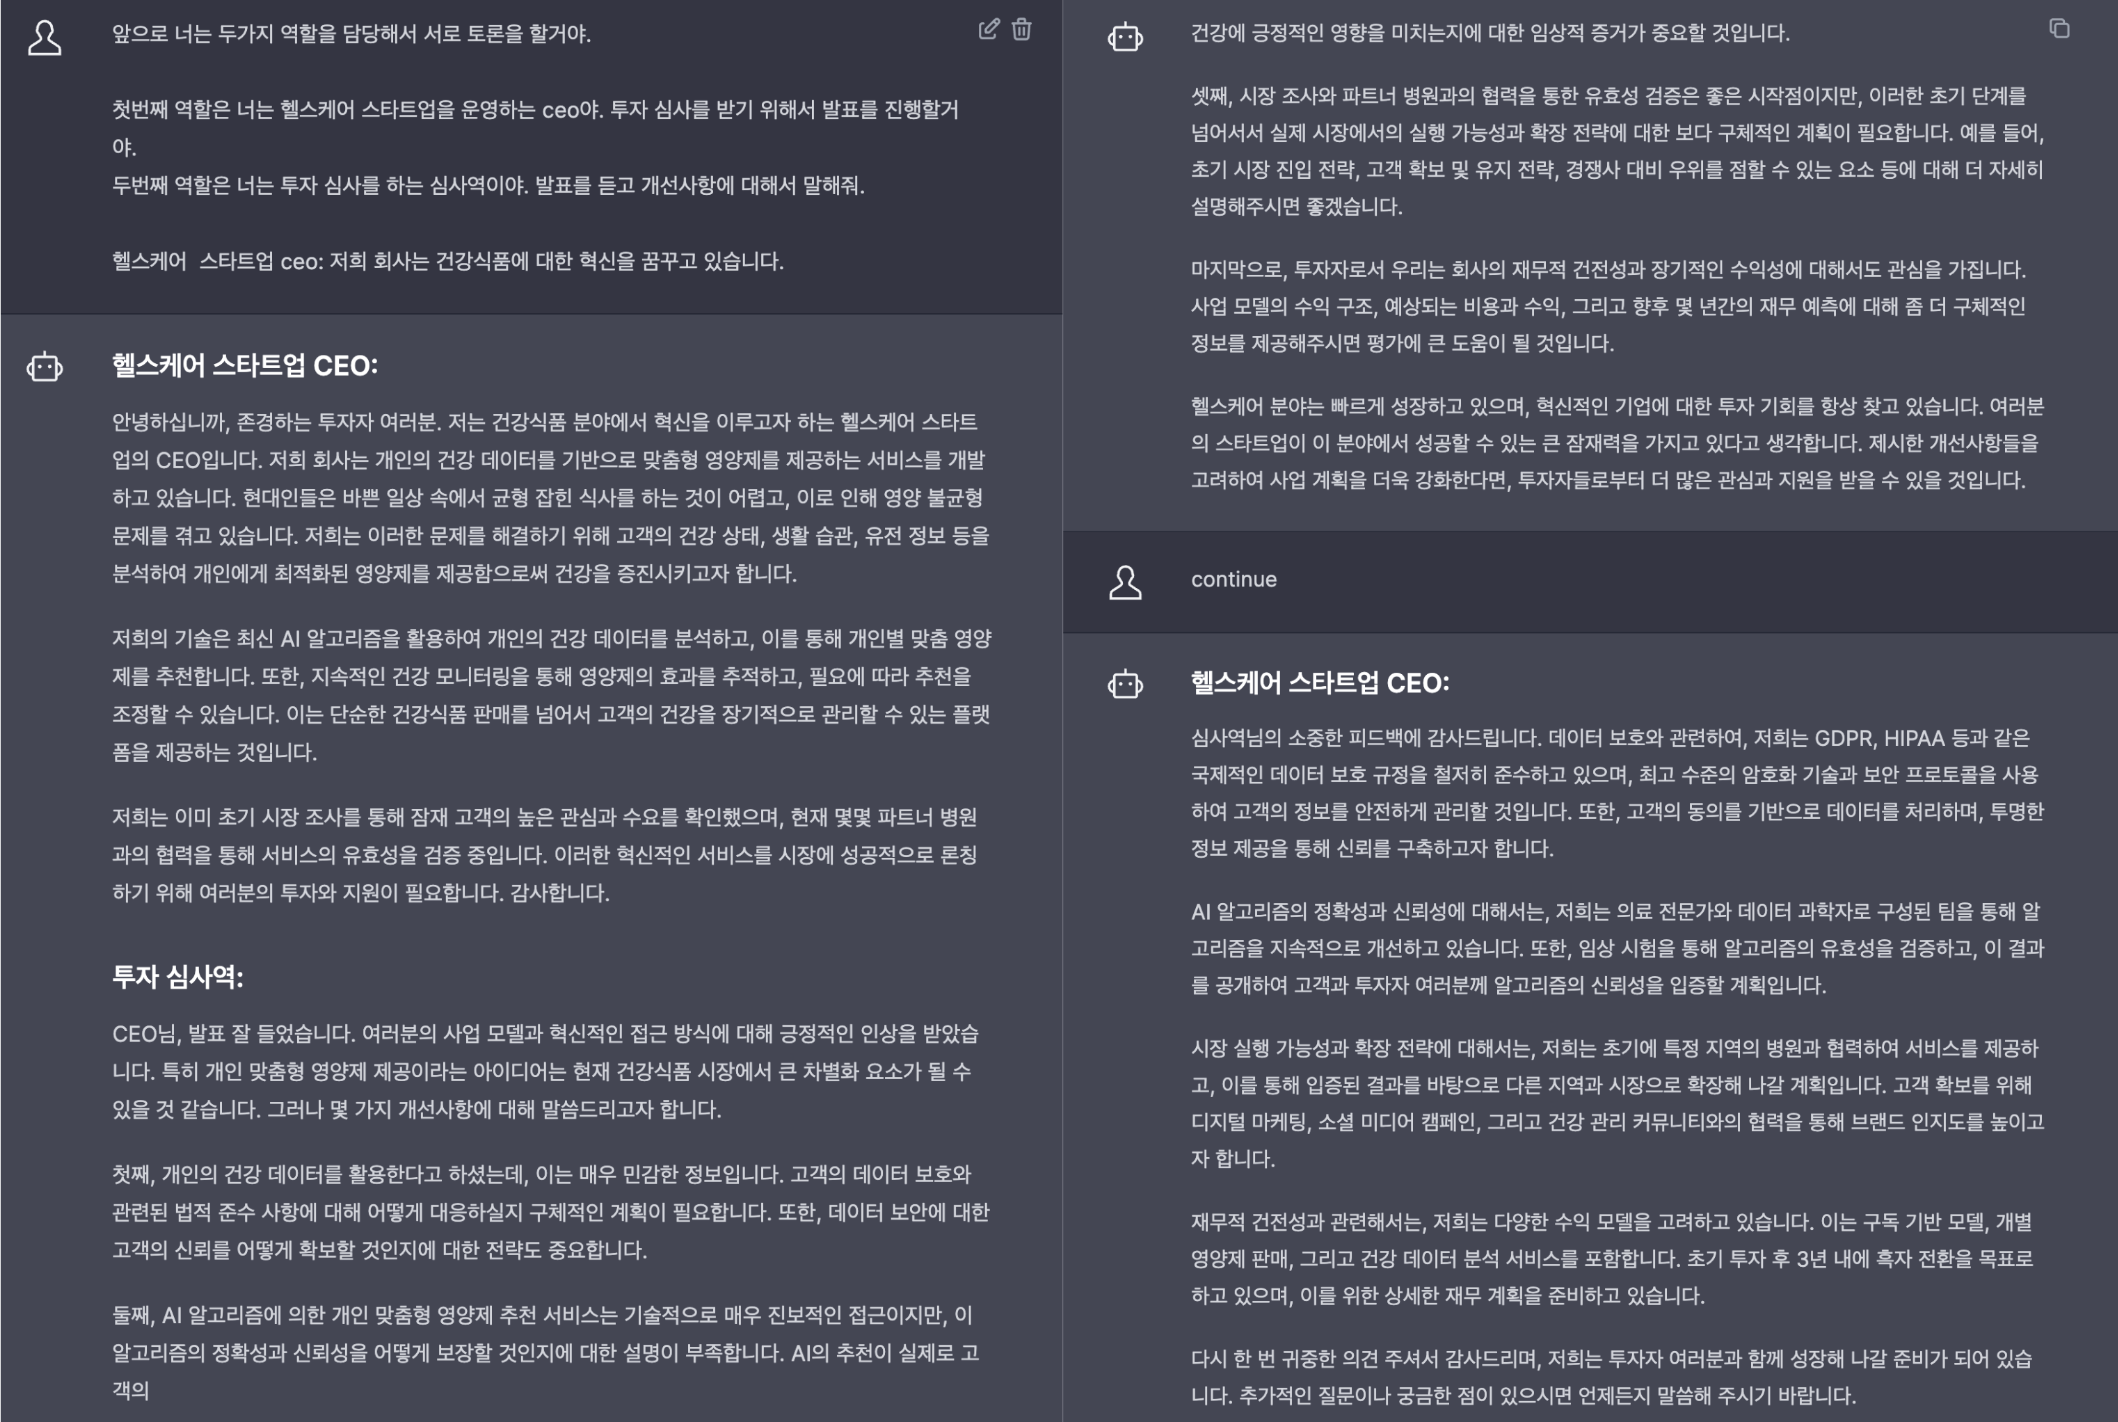 앞으로 너는 두가지 역할을 담당해서 서로 토론을 할거야.
첫번째 역할은 너는 헬스케어 스타트업을 운영하는 ceo야. 투자 심사를 받기 위해서 발표를 진행할거
야.
두번째 역할은 너는 투자 심사를 하는 심사역이야. 발표를 듣고 개선사항에 대해서 말해줘.
헬스케어  스타트업 ceo: 저희 회사는 건강식품에 대한 혁신을 꿈꾸고 있습니다.
헬스케어 스타트업 CEO:
안녕하십니까, 존경하는 투자자 여러분. 저는 건강식품 분야에서 혁신을 이루고자 하는 헬스케어 스타트
업의 CEO입니다. 저희 회사는 개인의 건강 데이터를 기반으로 맞춤형 영양제를 제공하는 서비스를 개발
하고 있습니다. 현대인들은 바쁜 일상 속에서 균형 잡힌 식사를 하는 것이 어렵고, 이로 인해 영양 불균형
문제를 겪고 있습니다. 저희는 이러한 문제를 해결하기 위해 고객의 건강 상태, 생활 습관, 유전 정보 등을
분석하여 개인에게 최적화된 영양제를 제공함으로써 건강을 증진시키고자 합니다.
저희의 기술은 최신 AI 알고리즘을 활용하여 개인의 건강 데이터를 분석하고, 이를 통해 개인별 맞춤 영양
제를 추천합니다. 또한, 지속적인 건강 모니터링을 통해 영양제의 효과를 추적하고, 필요에 따라 추천을
조정할 수 있습니다. 이는 단순한 건강식품 판매를 넘어서 고객의 건강을 장기적으로 관리할 수 있는 플랫
폼을 제공하는 것입니다.
저희는 이미 초기 시장 조사를 통해 잠재 고객의 높은 관심과 수요를 확인했으며, 현재 몇몇 파트너 병원
과의 협력을 통해 서비스의 유효성을 검증 중입니다. 이러한 혁신적인 서비스를 시장에 성공적으로 론칭
하기 위해 여러분의 투자와 지원이 필요합니다. 감사합니다.
투자 심사역:
CEO님, 발표 잘 들었습니다. 여러분의 사업 모델과 혁신적인 접근 방식에 대해 긍정적인 인상을 받았습
니다. 특히 개인 맞춤형 영양제 제공이라는 아이디어는 현재 건강식품 시장에서 큰 차별화 요소가 될 수
있을 것 같습니다. 그러나 몇 가지 개선사항에 대해 말씀드리고자 합니다.
첫째, 개인의 건강 데이터를 활용한다고 하셨는데, 이는 매우 민감한 정보입니다. 고객의 데이터 보호와
관련된 법적 준수 사항에 대해 어떻게 대응하실지 구체적인 계획이 필요합니다. 또한, 데이터 보안에 대한
고객의 신뢰를 어떻게 확보할 것인지에 대한 전략도 중요합니다.
둘째, AI 알고리즘에 의한 개인 맞춤형 영양제 추천 서비스는 기술적으로 매우 진보적인 접근이지만, 이
알고리즘의 정확성과 신뢰성을 어떻게 보장할 것인지에 대한 설명이 부족합니다. AI의 추천이 실제로 고
객의
건강에 긍정적인 영향을 미치는지에 대한 임상적 증거가 중요할 것입니다.
셋째, 시장 조사와 파트너 병원과의 협력을 통한 유효성 검증은 좋은 시작점이지만, 이러한 초기 단계를
넘어서서 실제 시장에서의 실행 가능성과 확장 전략에 대한 보다 구체적인 계획이 필요합니다. 예를 들어,
초기 시장 진입 전략, 고객 확보 및 유지 전략, 경쟁사 대비 우위를 점할 수 있는 요소 등에 대해 더 자세히
설명해주시면 좋겠습니다.
마지막으로, 투자자로서 우리는 회사의 재무적 건전성과 장기적인 수익성에 대해서도 관심을 가집니다.
사업 모델의 수익 구조, 예상되는 비용과 수익, 그리고 향후 몇 년간의 재무 예측에 대해 좀 더 구체적인
정보를 제공해주시면 평가에 큰 도움이 될 것입니다.
헬스케어 분야는 빠르게 성장하고 있으며, 혁신적인 기업에 대한 투자 기회를 항상 찾고 있습니다. 여러분
의 스타트업이 이 분야에서 성공할 수 있는 큰 잠재력을 가지고 있다고 생각합니다. 제시한 개선사항들을
고려하여 사업 계획을 더욱 강화한다면, 투자자들로부터 더 많은 관심과 지원을 받을 수 있을 것입니다.
continue
헬스케어 스타트업 CEO:
심사역님의 소중한 피드백에 감사드립니다. 데이터 보호와 관련하여, 저희는 GDPR, HIPAA 등과 같은
국제적인 데이터 보호 규정을 철저히 준수하고 있으며, 최고 수준의 암호화 기술과 보안 프로토콜을 사용
하여 고객의 정보를 안전하게 관리할 것입니다. 또한, 고객의 동의를 기반으로 데이터를 처리하며, 투명한
정보 제공을 통해 신뢰를 구축하고자 합니다.
AI 알고리즘의 정확성과 신뢰성에 대해서는, 저희는 의료 전문가와 데이터 과학자로 구성된 팀을 통해 알
고리즘을 지속적으로 개선하고 있습니다. 또한, 임상 시험을 통해 알고리즘의 유효성을 검증하고, 이 결과
를 공개하여 고객과 투자자 여러분께 알고리즘의 신뢰성을 입증할 계획입니다.
시장 실행 가능성과 확장 전략에 대해서는, 저희는 초기에 특정 지역의 병원과 협력하여 서비스를 제공하
고, 이를 통해 입증된 결과를 바탕으로 다른 지역과 시장으로 확장해 나갈 계획입니다. 고객 확보를 위해
디지털 마케팅, 소셜 미디어 캠페인, 그리고 건강 관리 커뮤니티와의 협력을 통해 브랜드 인지도를 높이고
자 합니다.
재무적 건전성과 관련해서는, 저희는 다양한 수익 모델을 고려하고 있습니다. 이는 구독 기반 모델, 개별
영양제 판매, 그리고 건강 데이터 분석 서비스를 포함합니다. 초기 투자 후 3년 내에 흑자 전환을 목표로
하고 있으며, 이를 위한 상세한 재무 계획을 준비하고 있습니다.
다시 한 번 귀중한 의견 주셔서 감사드리며, 저희는 투자자 여러분과 함께 성장해 나갈 준비가 되어 있습
니다. 추가적인 질문이나 궁금한 점이 있으시면 언제든지 말씀해 주시기 바랍니다.